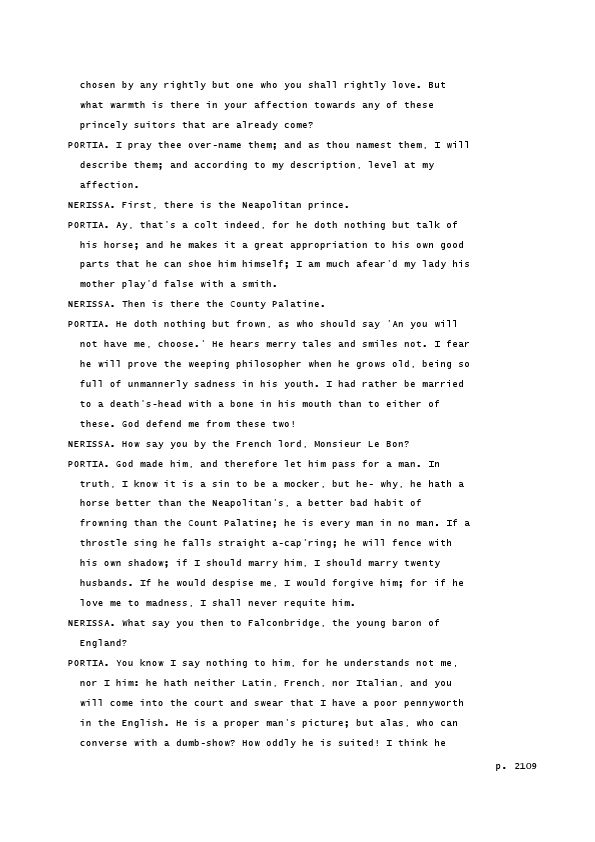 chosen by any rightly but one who you shall rightly love. But
what warmth is there in your affection towards any of these
princely suitors that are already come?
PORTIA. I pray thee over-name them; and as thou namest them, I will
describe them; and according to my description, level at my
affection.
NERISSA. First, there is the Neapolitan prince.
PORTIA. Ay, that's a colt indeed, for he doth nothing but talk of
his horse; and he makes it a great appropriation to his own good
parts that he can shoe him himself; I am much afear'd my lady his
mother play'd false with a smith.
NERISSA. Then is there the County Palatine.
PORTIA. He doth nothing but frown, as who should say 'An you will
not have me, choose.' He hears merry tales and smiles not. I fear
he will prove the weeping philosopher when he grows old, being so
full of unmannerly sadness in his youth. I had rather be married
to a death's-head with a bone in his mouth than to either of
these. God defend me from these two!
NERISSA. How say you by the French lord, Monsieur Le Bon?
PORTIA. God made him, and therefore let him pass for a man. In
truth, I know it is a sin to be a mocker, but he- why, he hath a
horse better than the Neapolitan's, a better bad habit of
frowning than the Count Palatine; he is every man in no man. If a
throstle sing he falls straight a-cap'ring; he will fence with
his own shadow; if I should marry him, I should marry twenty
husbands. If he would despise me, I would forgive him; for if he
love me to madness, I shall never requite him.
NERISSA. What say you then to Falconbridge, the young baron of
England?
PORTIA. You know I say nothing to him, for he understands not me,
nor I him: he hath neither Latin, French, nor Italian, and you
will come into the court and swear that I have a poor pennyworth
in the English. He is a proper man's picture; but alas, who can
converse with a dumb-show? How oddly he is suited! I think he
p. 2109